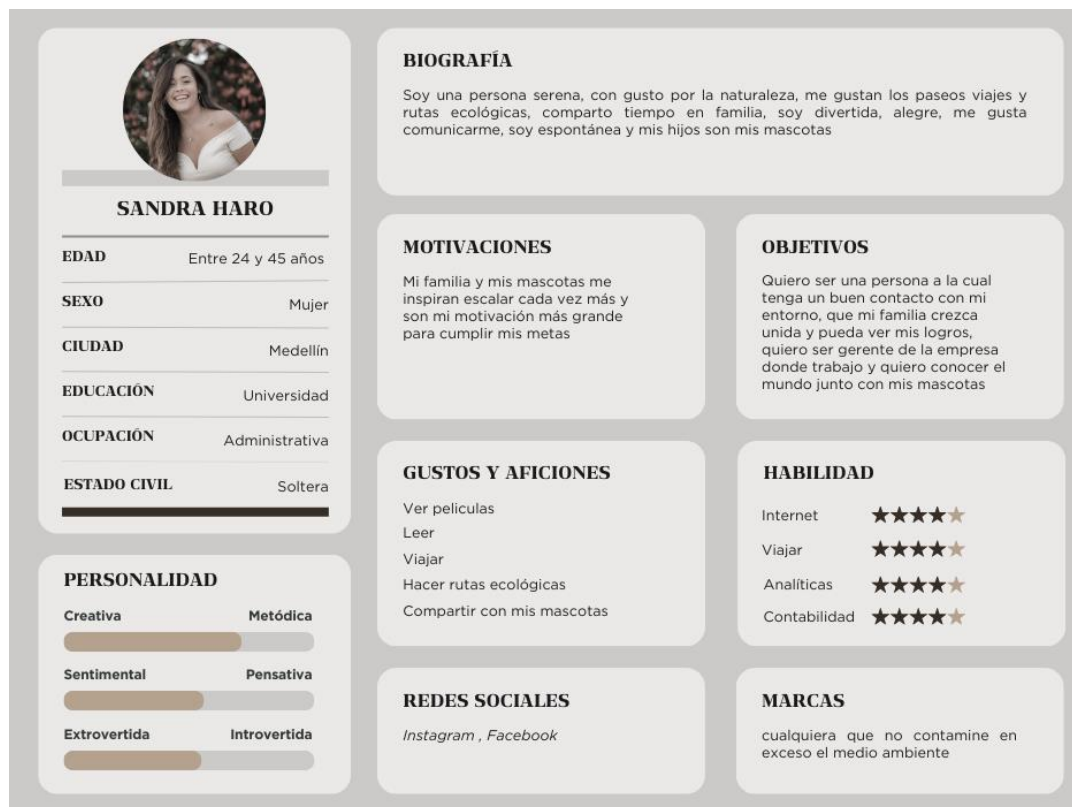 SANDRA HARO
EDAD Entre 24 y 45 años
SEXO Mujer
CIUDAD Medellín
EDUCACIÓN Universidad
OCUPACIÓN Administrativa
ESTADO CIVIL Soltera
PERSONALIDAD
Creativa Metódica
Sentimental Pensativa
Extrovertida Introvertida
BIOGRAFÍA
Soy una persona serena, con gusto por la naturaleza, me gustan los paseos viajes y
rutas ecológicas, comparto tiempo en familia, soy divertida, alegre, me gusta
comunicarme, soy espontánea y mis hijos son mis mascotas
MOTIVACIONES
Mi familia y mis mascotas me
inspiran escalar cada vez más y
son mi motivación más grande
para cumplir mis metas
OBJETIVOS
Quiero ser una persona a la cual
tenga un buen contacto con mi
entorno, que mi familia crezca
unida y pueda ver mis logros,
quiero ser gerente de la empresa
donde trabajo y quiero conocer el
mundo junto con mis mascotas
GUSTOS Y AFICIONES
Ver peliculas
Leer
Viajar
Hacer rutas ecológicas
Compartir con mis mascotas
HABILIDAD
Internet
Viajar
Analíticas
Contabilidad
REDES SOCIALES
Instagram , Facebook
MARCAS
cualquiera que no contamine en
exceso el medio ambiente